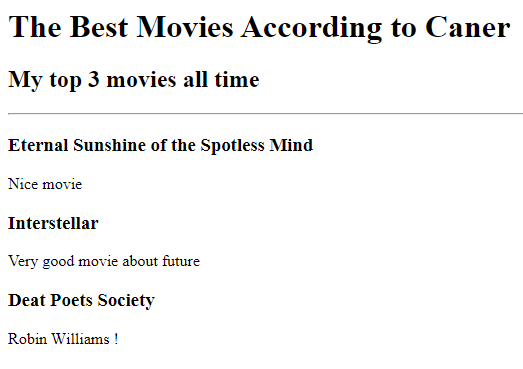 The Best Movies According to Caner
My top 3 movies all time
Eternal Sunshine of the Spotless Mind
Nice movie
Interstellar
Very good movie about future
Deat Poets Society
Robin Williams !